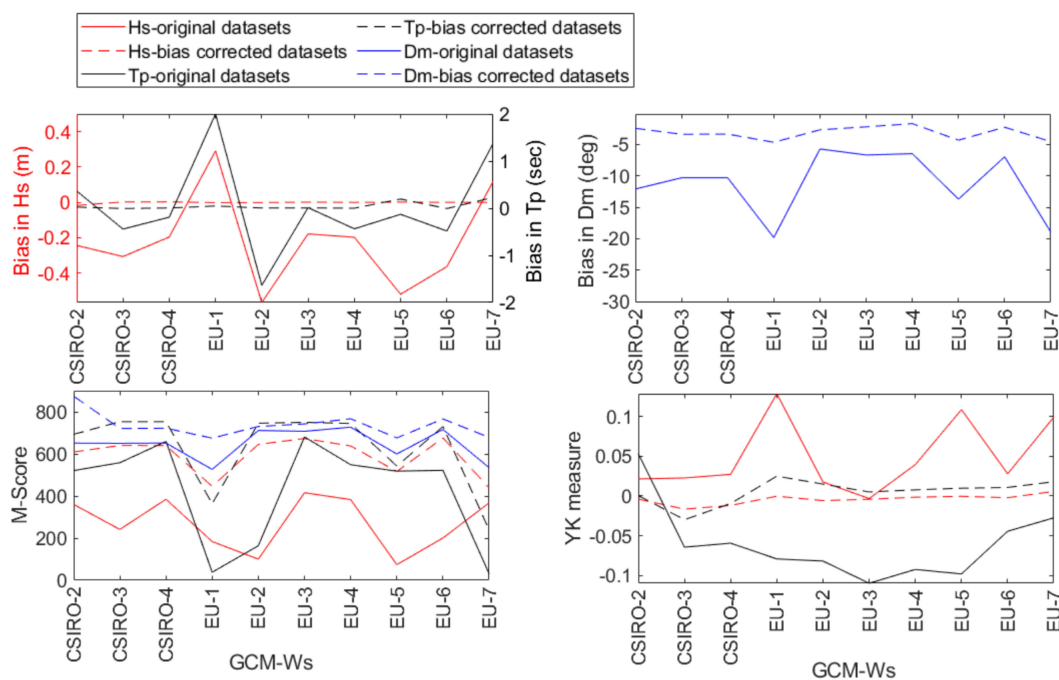 Hs-original datasets
Hs-bias corrected datasets
Tp-original datasets
Tp-bias corrected datasets
Dm-original datasets
Dm-bias corrected datasets
Bias in Hs (m)
0.4
0.2
0
-0.2
-0.4
2
1
0
-1
-2
Bias in Tp (sec)
CSIRO-2
CSIRO-3
CSIRO-4
EU-1
EU-2
EU-3
EU-4
EU-5
EU-6
EU-7
Bias in Dm (deg)
-5
-10
-15
-20
-25
-30
CSIRO-2
CSIRO-3
CSIRO-4
EU-1
EU-2
EU-3
EU-4
EU-5
EU-6
EU-7
M-Score
800
600
400
200
0
CSIRO-2
CSIRO-3
CSIRO-4
EU-1
EU-2
EU-3
EU-4
EU-5
EU-6
EU-7
GCM-Ws
YK measure
0.1
0.05
0
-0.05
-0.1
CSIRO-2
CSIRO-3
CSIRO-4
EU-1
EU-2
EU-3
EU-4
EU-5
EU-6
EU-7
GCM-Ws